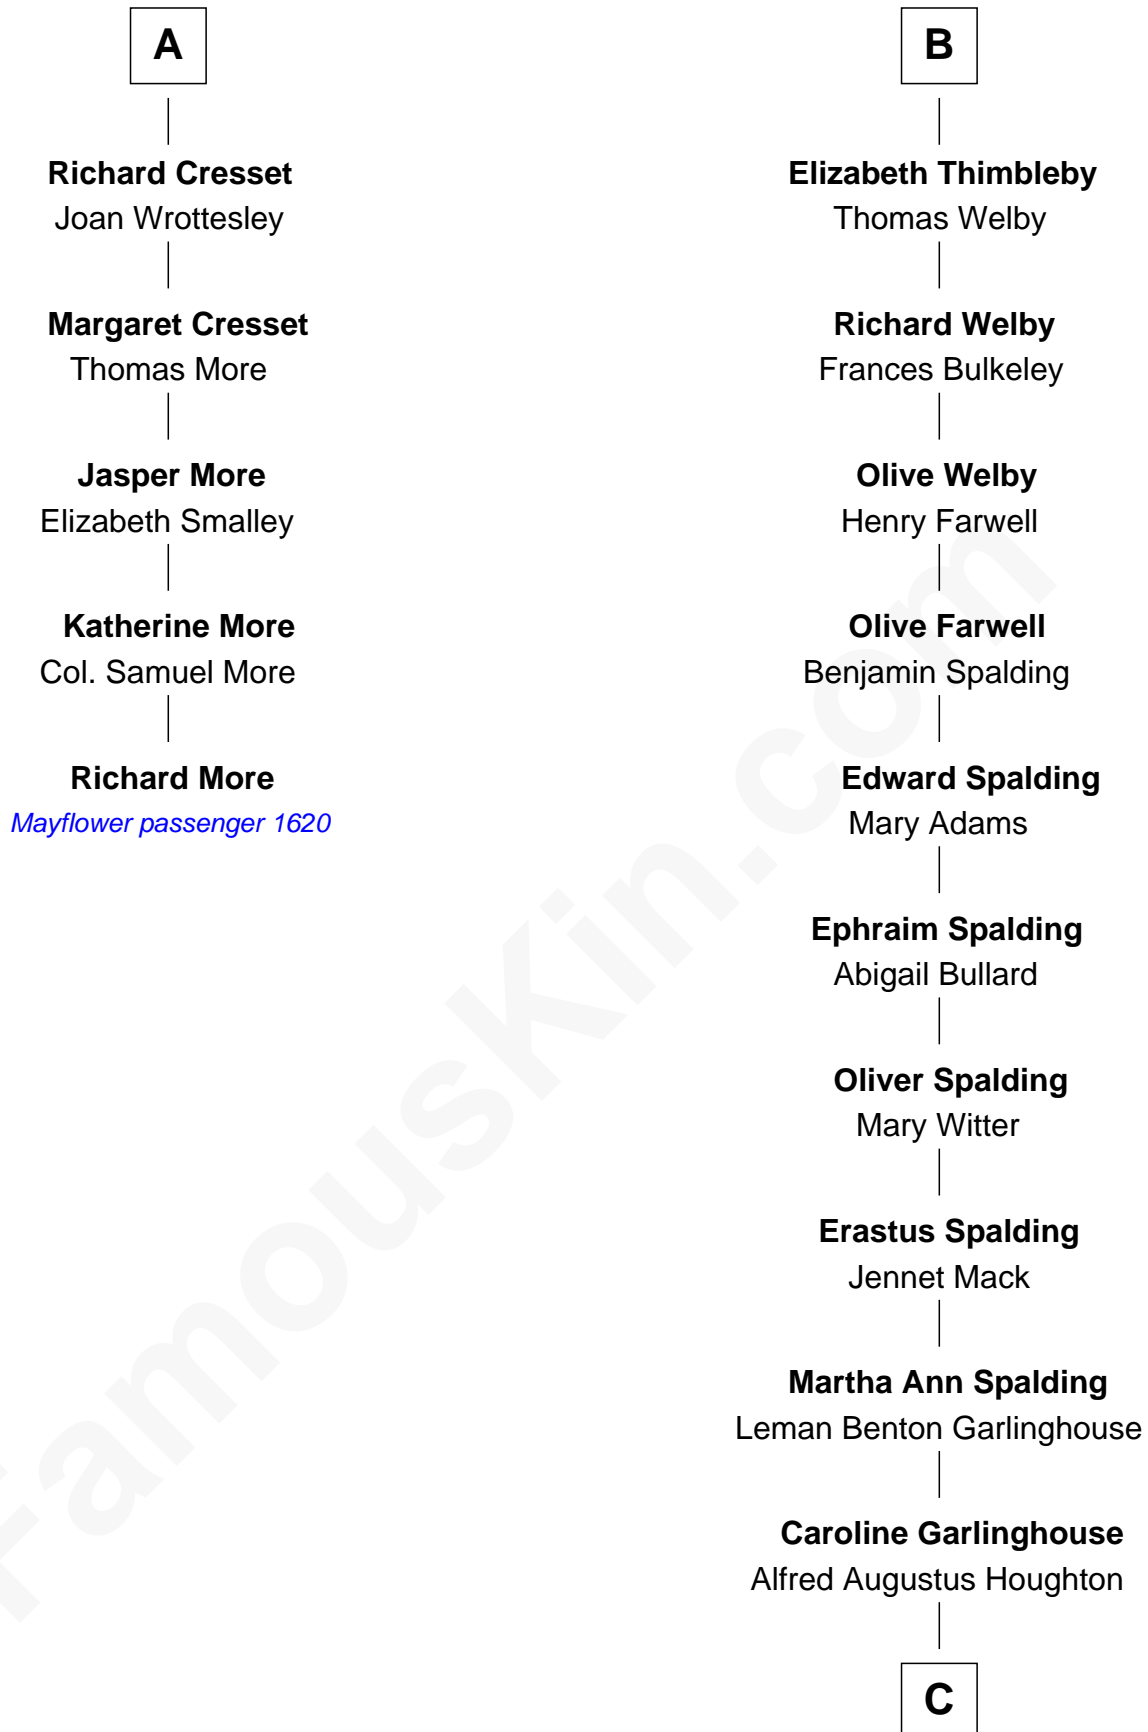 A
Richard Cresset
Joan Wrottesley
Margaret Cresset
Thomas More
Jasper More
Elizabeth Smalley
Katherine More
Col. Samuel More
Richard More
Mayflower passenger 1620
B
Elizabeth Thimbleby
Thomas Welby
Richard Welby
Frances Bulkeley
Olive Welby
Henry Farwell
Olive Farwell
Benjamin Spalding
Edward Spalding
Mary Adams
Ephraim Spalding
Abigail Bullard
Oliver Spalding
Mary Witter
Erastus Spalding
Jennet Mack
Martha Ann Spalding
Leman Benton Garlinghouse
Caroline Garlinghouse
Alfred Augustus Houghton
C
FamousKin.com